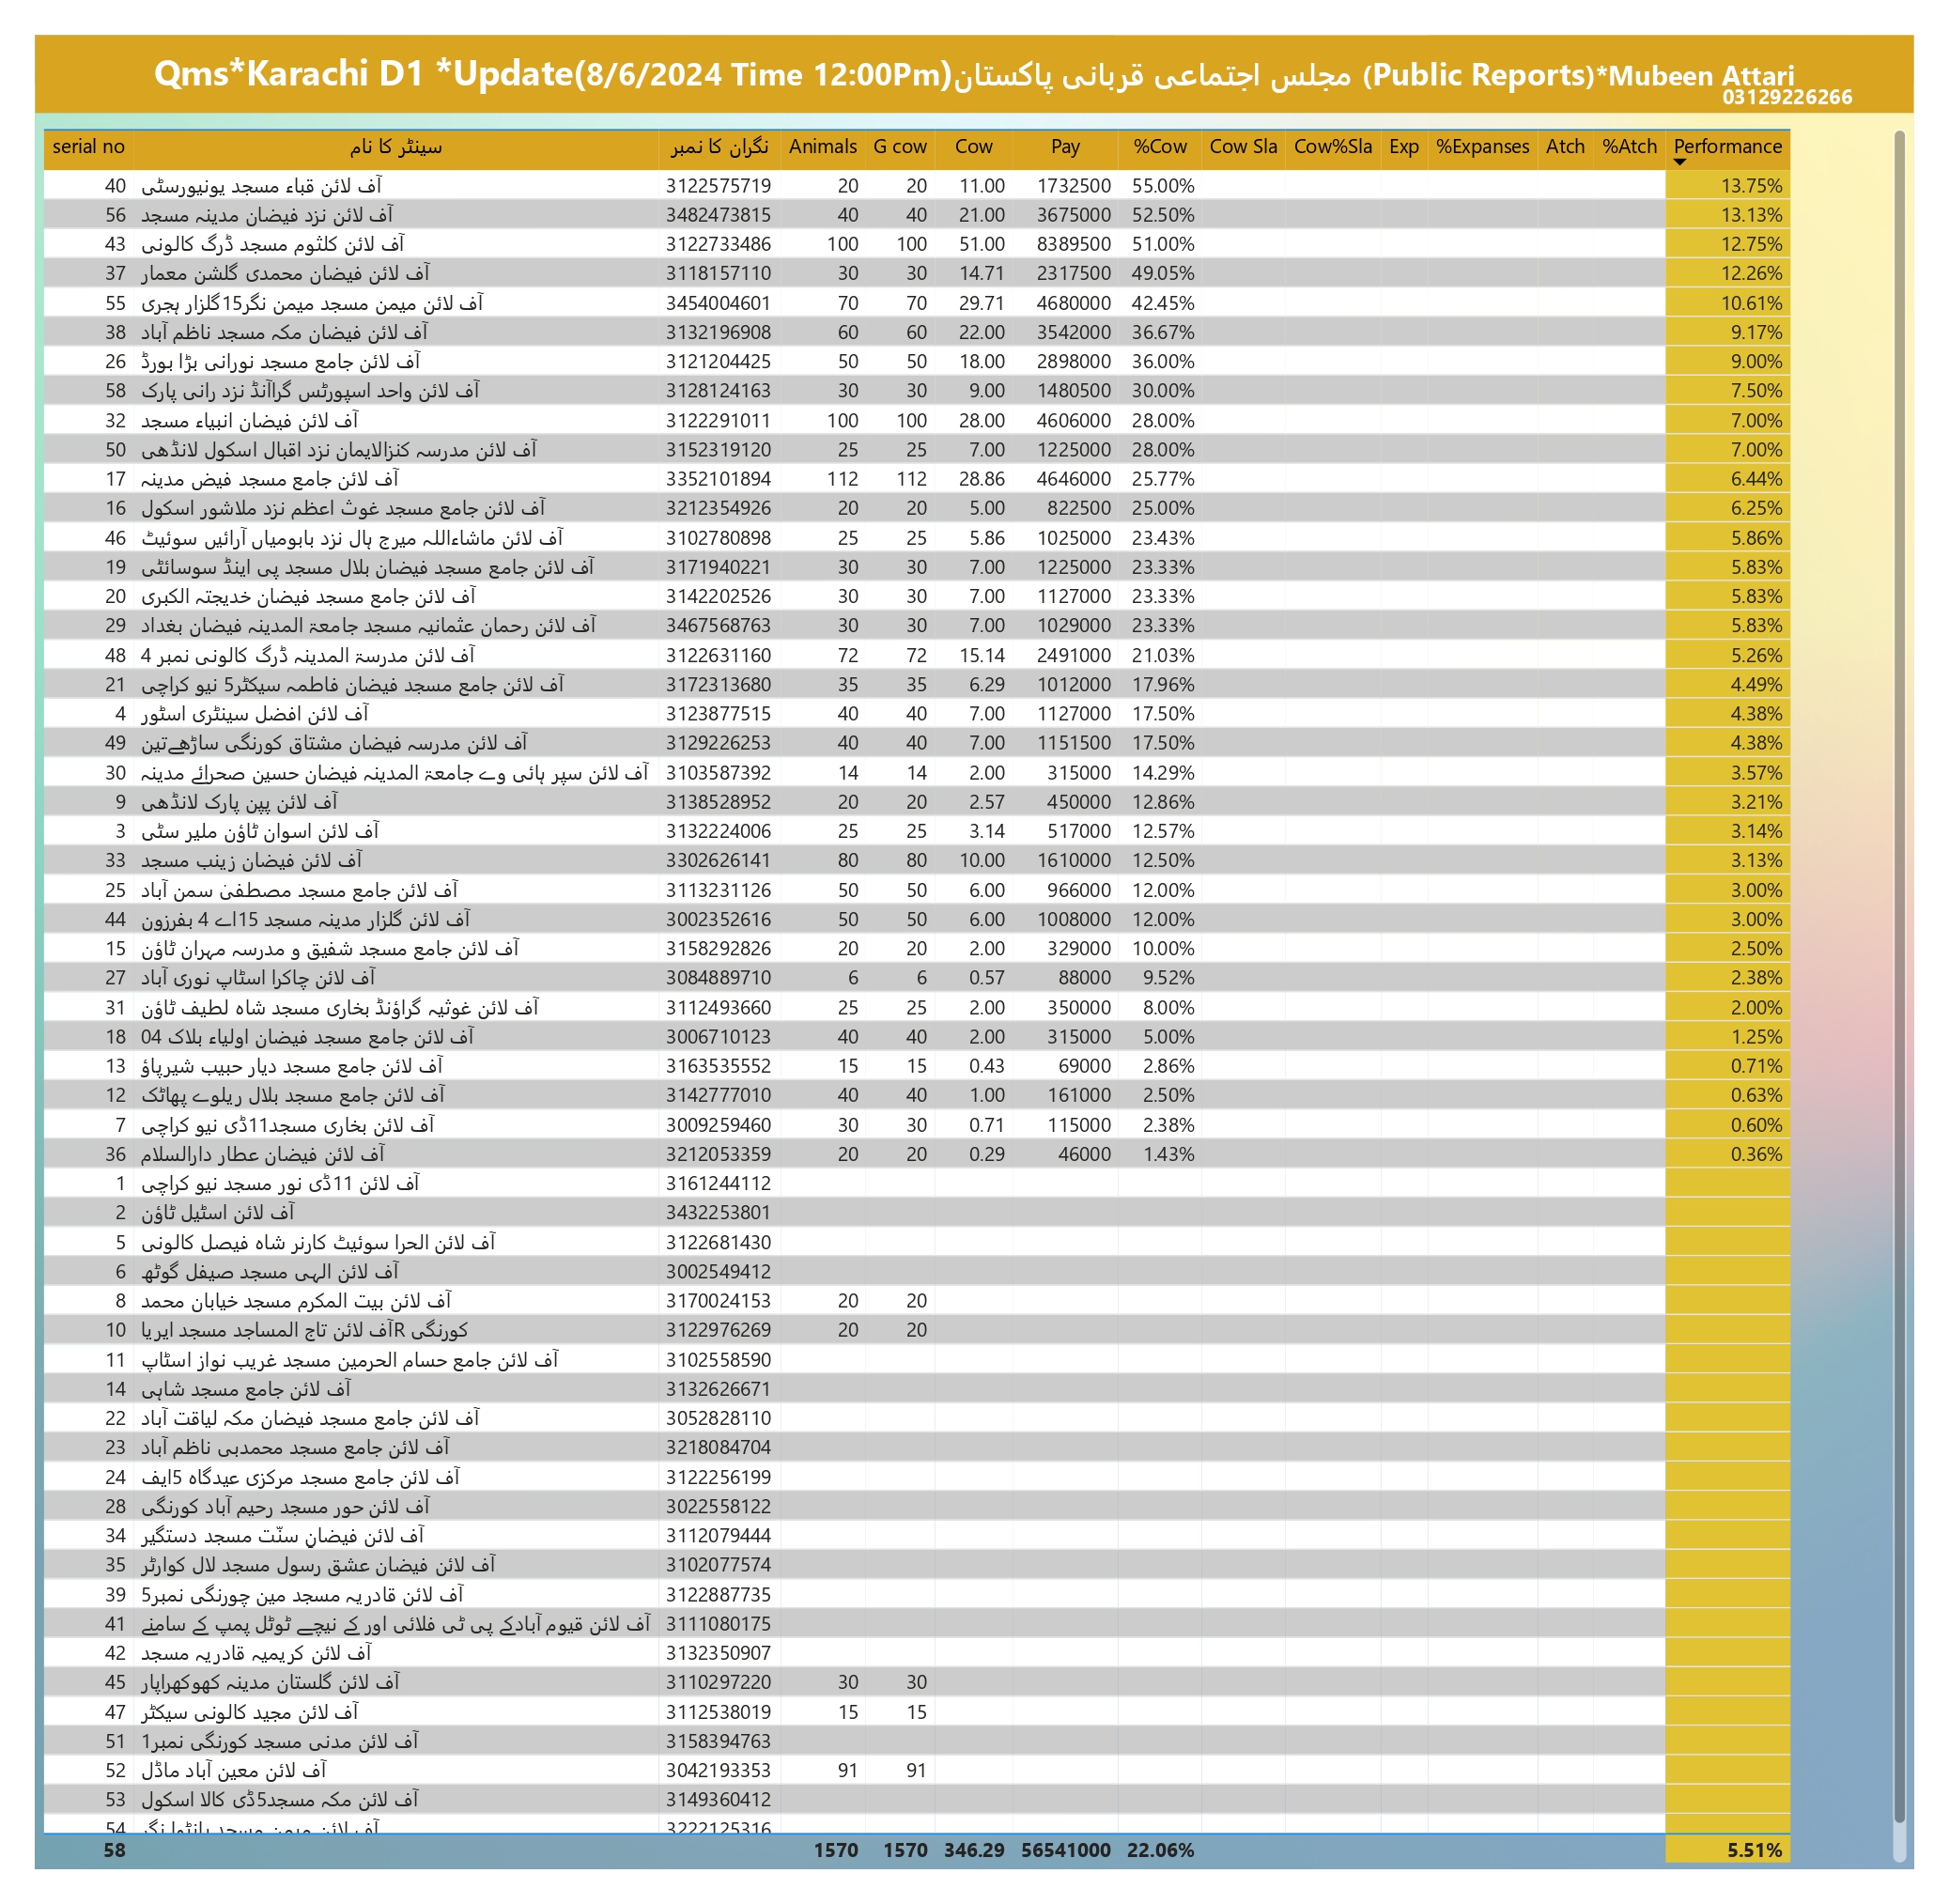 Qms*Karachi D1 *Update(8/6/2024 Time 12:00Pm)مجلس اجتماعی قربانی پاکستان (Public Reports)*Mubeen Attari
03129226266
serial no سینٹر کا نام نگران کا نمبر Animals G cow Cow Pay %Cow Cow Sla Cow%Sla Exp %Expanses Atch %Atch Performance
40 آف لائن قباء مسجد یونیورسٹی 3122575719 20 20 11.00 1732500 55.00% 13.75%
56 آف لائن نزد فیضان مدینہ مسجد 3482473815 40 40 21.00 3675000 52.50% 13.13%
43 آف لائن کلثوم مسجد ڈرگ کالونی 3122733486 100 100 51.00 8389500 51.00% 12.75%
37 آف لائن فیضان محمدی گلشن معمار 3118157110 30 30 14.71 2317500 49.05% 12.26%
55 آف لائن میمن مسجد میمن نگر15گلزار ہجری 3454004601 70 70 29.71 4680000 42.45% 10.61%
38 آف لائن فیضان مکہ مسجد ناظم آباد 3132196908 60 60 22.00 3542000 36.67% 9.17%
26 آف لائن جامع مسجد نورانی بڑا بورڈ 3121204425 50 50 18.00 2898000 36.00% 9.00%
58 آف لائن واحد اسپورٹس گراآنڈ نزد رانی پارک 3128124163 30 30 9.00 1480500 30.00% 7.50%
32 آف لائن فیضان انبیاء مسجد 3122291011 100 100 28.00 4606000 28.00% 7.00%
50 آف لائن مدرسہ کنزالایمان نزد اقبال اسکول لانڈھی 3152319120 25 25 7.00 1225000 28.00% 7.00%
17 آف لائن جامع مسجد فیض مدینہ 3352101894 112 112 28.86 4646000 25.77% 6.44%
16 آف لائن جامع مسجد غوث اعظم نزد ملاشور اسکول 3212354926 20 20 5.00 822500 25.00% 6.25%
46 آف لائن ماشاءاللہ میرج ہال نزد بابومیاں آرائیں سوئیٹ 3102780898 25 25 5.86 1025000 23.43% 5.86%
19 آف لائن جامع مسجد فیضان بلال مسجد پی اینڈ سوسائٹی 3171940221 30 30 7.00 1225000 23.33% 5.83%
20 آف لائن جامع مسجد فیضان خدیجتہ الکبری 3142202526 30 30 7.00 1127000 23.33% 5.83%
29 آف لائن رحمان عثمانیہ مسجد جامعۃ المدینہ فیضان بغداد 3467568763 30 30 7.00 1029000 23.33% 5.83%
48 آف لائن مدرسۃ المدینہ ڈرگ کالونی نمبر 4 3122631160 72 72 15.14 2491000 21.03% 5.26%
21 آف لائن جامع مسجد فیضان فاطمہ سیکٹر5 نیو کراچی 3172313680 35 35 6.29 1012000 17.96% 4.49%
4 آف لائن افضل سینٹری اسٹور 3123877515 40 40 7.00 1127000 17.50% 4.38%
49 آف لائن مدرسہ فیضان مشتاق کورنگی ساڑھےتین 3129226253 40 40 7.00 1151500 17.50% 4.38%
30 آف لائن سپر ہائی وے جامعۃ المدینہ فیضان حسین صحرائے مدینہ 3103587392 14 14 2.00 315000 14.29% 3.57%
9 آف لائن پپن پارک لانڈھی 3138528952 20 20 2.57 450000 12.86% 3.21%
3 آف لائن اسوان ٹاؤن ملیر سٹی 3132224006 25 25 3.14 517000 12.57% 3.14%
33 آف لائن فیضان زینب مسجد 3302626141 80 80 10.00 1610000 12.50% 3.13%
25 آف لائن جامع مسجد مصطفیٰ سمن آباد 3113231126 50 50 6.00 966000 12.00% 3.00%
44 آف لائن گلزار مدینہ مسجد 15اے 4 بفرزون 3002352616 50 50 6.00 1008000 12.00% 3.00%
15 آف لائن جامع مسجد شفیق و مدرسہ مہران ٹاؤن 3158292826 20 20 2.00 329000 10.00% 2.50%
27 آف لائن چاکرا اسٹاپ نوری آباد 3084889710 6 6 0.57 88000 9.52% 2.38%
31 آف لائن غوثیہ گراؤنڈ بخاری مسجد شاہ لطیف ٹاؤن 3112493660 25 25 2.00 350000 8.00% 2.00%
18 آف لائن جامع مسجد فیضان اولیاء بلاک 04 3006710123 40 40 2.00 315000 5.00% 1.25%
13 آف لائن جامع مسجد دیار حبیب شیرپاؤ 3163535552 15 15 0.43 69000 2.86% 0.71%
12 آف لائن جامع مسجد بلال ریلوے پھاٹک 3142777010 40 40 1.00 161000 2.50% 0.63%
7 آف لائن بخاری مسجد11ڈی نیو کراچی 3009259460 30 30 0.71 115000 2.38% 0.60%
36 آف لائن فیضان عطار دارالسلام 3212053359 20 20 0.29 46000 1.43% 0.36%
1 آف لائن 11ڈی نور مسجد نیو کراچی 3161244112
2 آف لائن اسٹیل ٹاؤن 3432253801
5 آف لائن الحرا سوئیٹ کارنر شاہ فیصل کالونی 3122681430
6 آف لائن الہی مسجد صیفل گوٹھ 3002549412
8 آف لائن بیت المکرم مسجد خیابان محمد 3170024153 20 20
10 آف لائن تاج المساجد مسجد ایریاR کورنگی 3122976269 20 20
11 آف لائن جامع حسام الحرمین مسجد غریب نواز اسٹاپ 3102558590
14 آف لائن جامع مسجد شاہی 3132626671
22 آف لائن جامع مسجد فیضان مکہ لیاقت آباد 3052828110
23 آف لائن جامع مسجد محمدبی ناظم آباد 3218084704
24 آف لائن جامع مسجد مرکزی عیدگاہ 5ایف 3122256199
28 آف لائن حور مسجد رحیم آباد کورنگی 3022558122
34 آف لائن فیضانِ سنّت مسجد دستگیر 3112079444
35 آف لائن فیضان عشق رسول مسجد لال کوارٹر 3102077574
39 آف لائن قادریہ مسجد مین چورنگی نمبر5 3122887735
41 آف لائن قیوم آبادکے پی ٹی فلائی اور کے نیچے ٹوٹل پمپ کے سامنے 3111080175
42 آف لائن کریمیہ قادریہ مسجد 3132350907
45 آف لائن گلستان مدینہ کھوکھراپار 3110297220 30 30
47 آف لائن مجید کالونی سیکٹر 3112538019 15 15
51 آف لائن مدنی مسجد کورنگی نمبر1 3158394763
52 آف لائن معین آباد ماڈل 3042193353 91 91
53 آف لائن مکہ مسجد5ڈی کالا اسکول 3149360412
54 آف لائن میمن مسجد بانٹوا نگر 3222125316
58 1570 1570 346.29 56541000 22.06% 5.51%